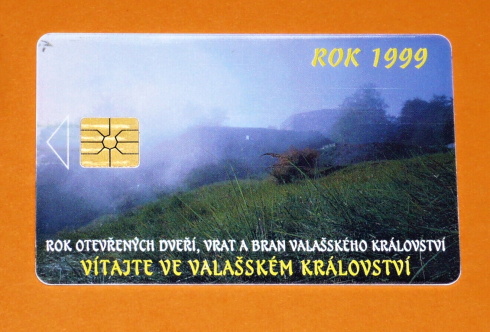 ROK 1999
ROK OTEVŘENÝCH DVEŘÍ, VRAT A BRAN VALAŠSKÉHO KRÁLOVSTVÍ
VÍTAJTE VE VALAŠSKÉM KRÁLOVSTVÍ